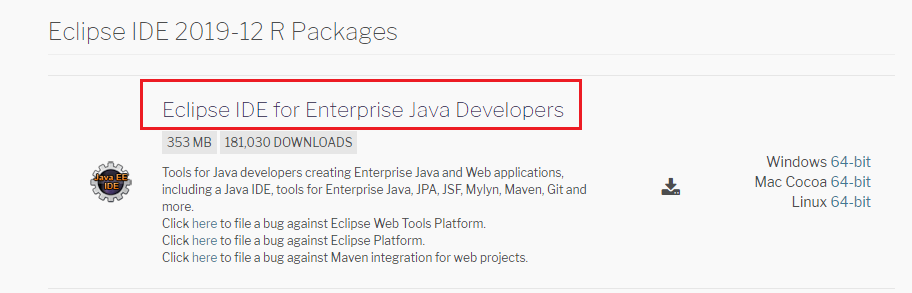 Eclipse IDE 2019-12 R Packages
Eclipse IDE for Enterprise Java Developers
353 MB 181,030 DOWNLOADS
Java EE
IDE
Tools for Java developers creating Enterprise Java and Web applications,
including a Java IDE, tools for Enterprise Java, JPA, JSF, Mylyn, Maven, Git and
more.
Click here to file a bug against Eclipse Web Tools Platform.
Click here to file a bug against Eclipse Platform.
Click here to file a bug against Maven integration for web projects.
Windows 64-bit
Mac Cocoa 64-bit
Linux 64-bit